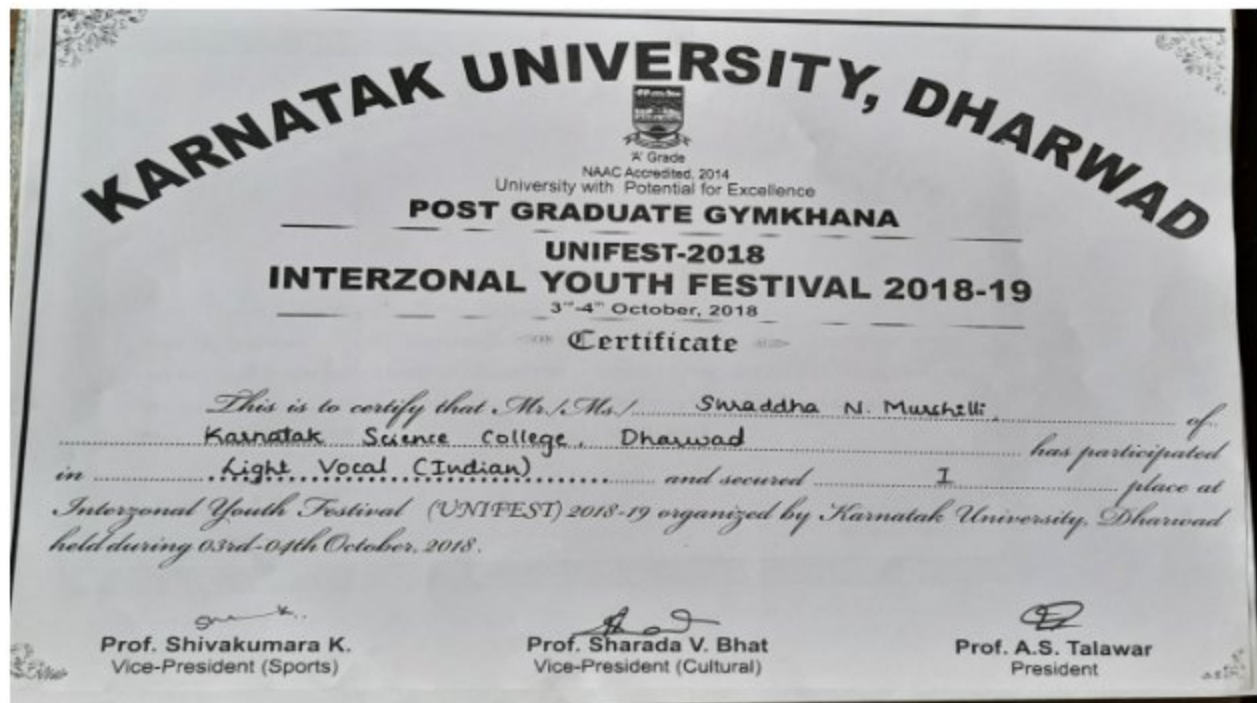 KARNATAK UNIVERSITY, DHARWAD
'A' Grade
NAAC Accredited, 2014
University with Potential for Excellence
POST GRADUATE GYMKHANA
UNIFEST-2018
INTERZONAL YOUTH FESTIVAL 2018-19
3rd-4th October, 2018
Certificate
This is to certify that Mr./Ms./ Shraddha N. Murshilli of
Karnatak Science College, Dharwad has participated
in Light Vocal (Indian) and secured I place at
Interzonal Youth Festival (UNIFEST) 2018-19 organized by Karnatak University, Dharwad
held during 03rd-04th October, 2018.
Prof. Shivakumara K. Prof. Sharada V. Bhat Prof. A.S. Talawar
Vice-President (Sports) Vice-President (Cultural) President